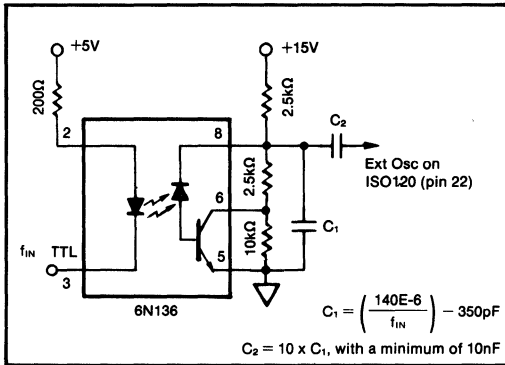 +5V
+15V
200Ω
2.5kΩ
2
8
C₂
Ext Osc on
ISO120 (pin 22)
2.5kΩ
6
10kΩ
C₁
5
fIN TTL
3
6N136
C₁ = (140E-6 / fIN) − 350pF
C₂ = 10 x C₁, with a minimum of 10nF